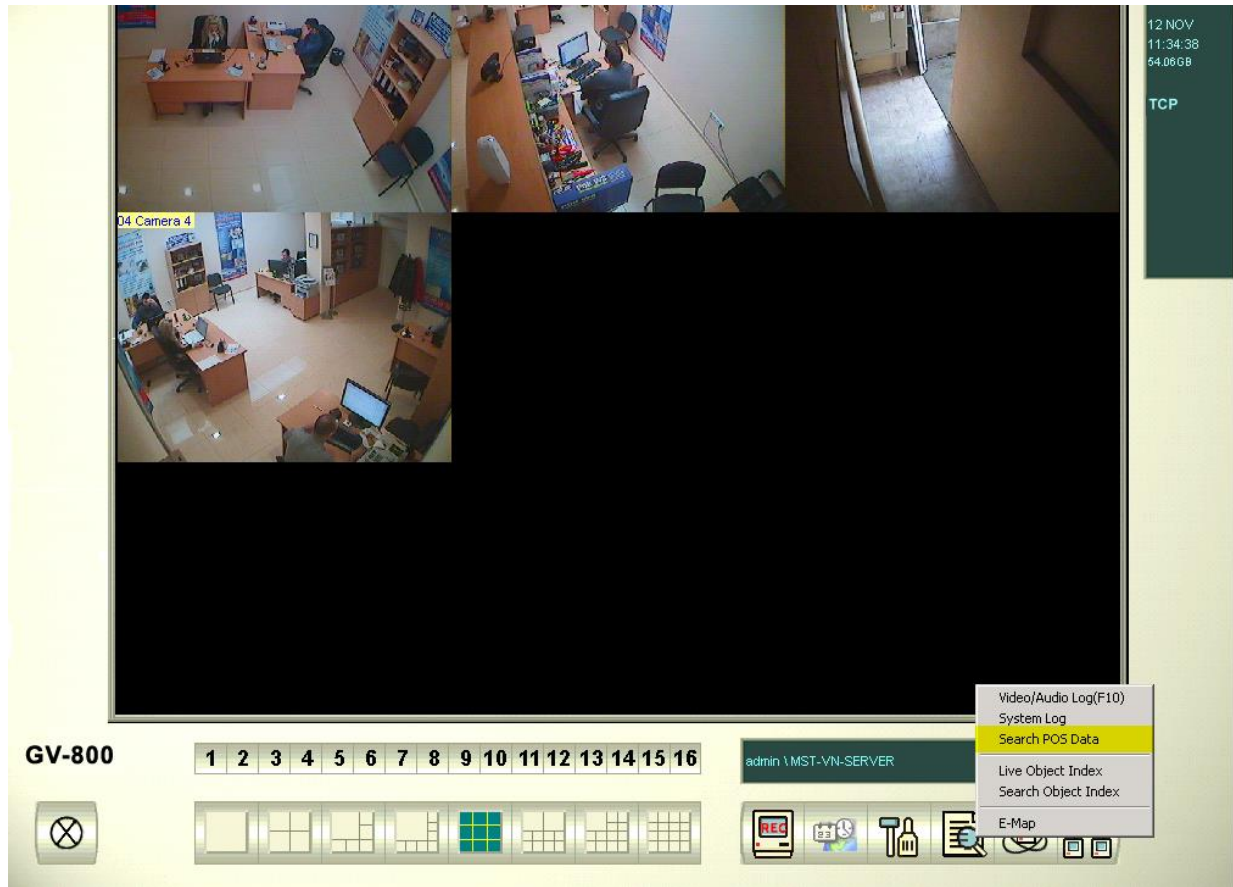 12 NOV
11:34:38
54.06GB
TCP
04 Camera 4
Video/Audio Log(F10)
System Log
Search POS Data
Live Object Index
Search Object Index
E-Map
GV-800
1 2 3 4 5 6 7 8 9 10 11 12 13 14 15 16
admin \ MST-VN-SERVER
REC
23